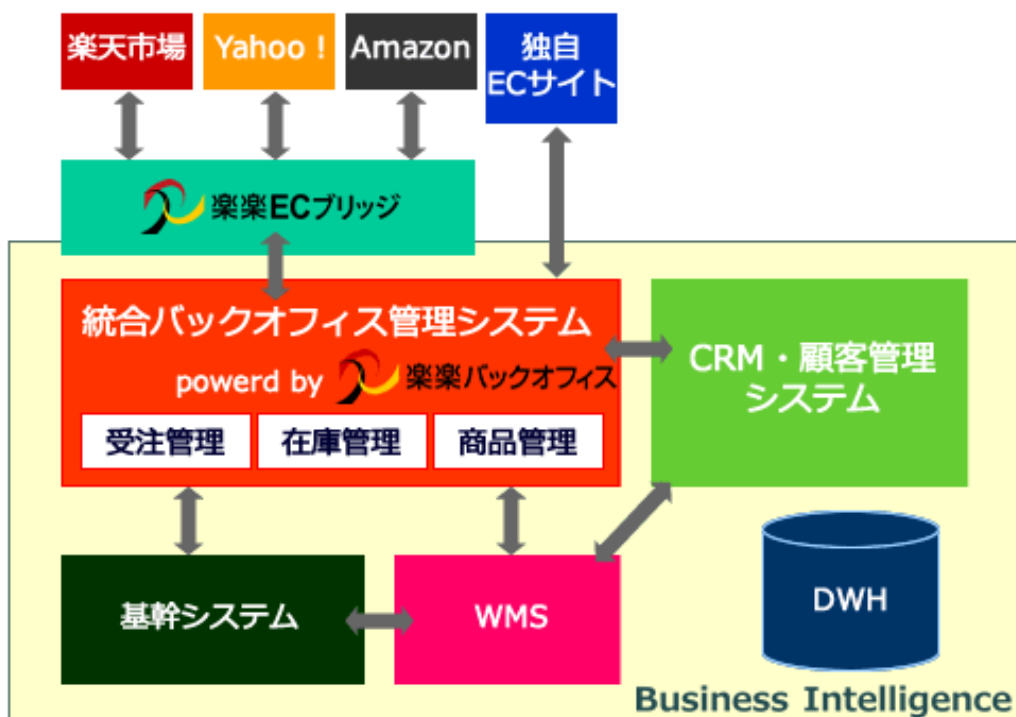 楽天市場
Yahoo !
Amazon
独自
ECサイト
楽楽ECブリッジ
統合バックオフィス管理システム
powerd by 楽楽バックオフィス
受注管理
在庫管理
商品管理
CRM・顧客管理
システム
基幹システム
WMS
DWH
Business Intelligence